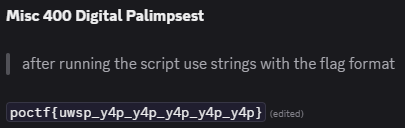 Misc 400 Digital Palimpsest
after running the script use strings with the flag format
poctf{uwsp_y4p_y4p_y4p_y4p_y4p} (edited)